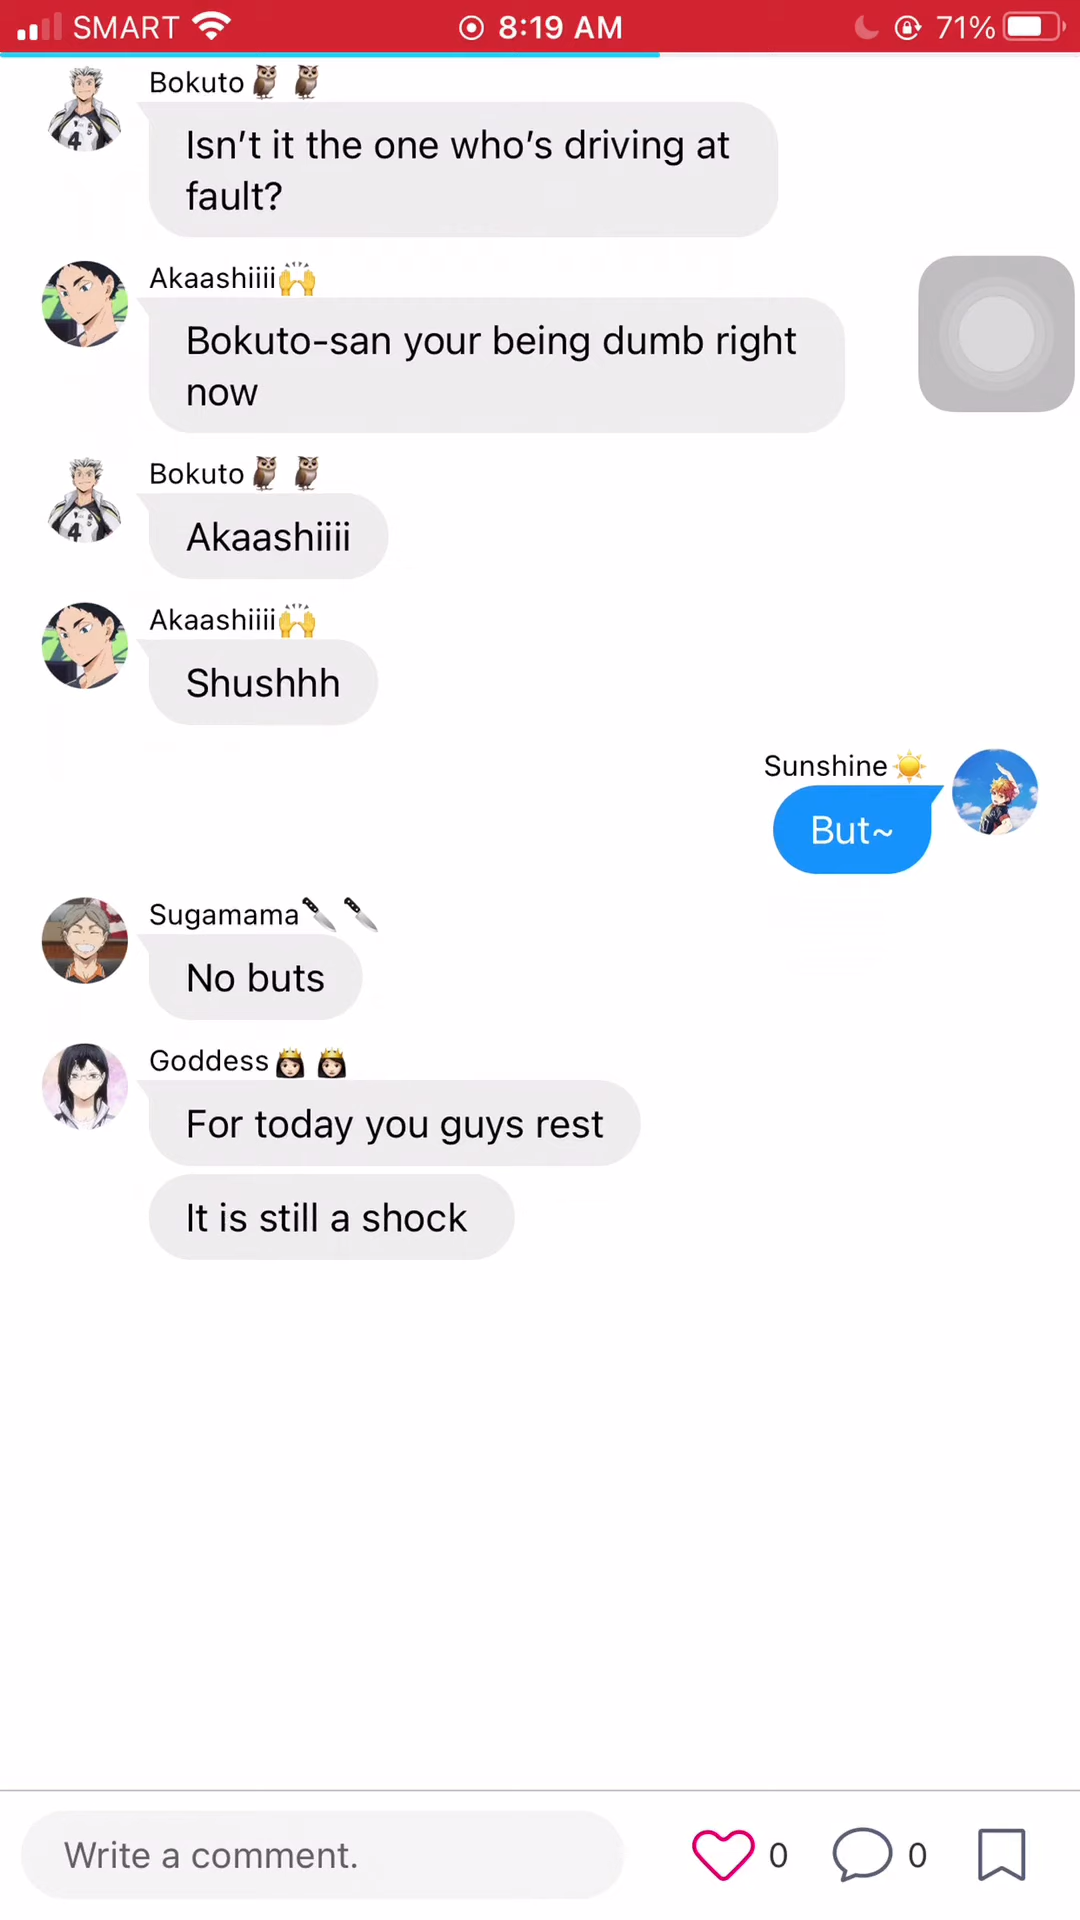 SMART 8:19 AM 71%
Bokuto🦉🦉
Isn’t it the one who’s driving at
fault?
Akaashiiii🙌
Bokuto-san your being dumb right
now
Bokuto🦉🦉
Akaashiiii
Akaashiiii🙌
Shushhh
Sunshine☀️
But~
Sugamama🔪🔪
No buts
Goddess👸🏻👸🏻
For today you guys rest
It is still a shock
Write a comment. 0 0